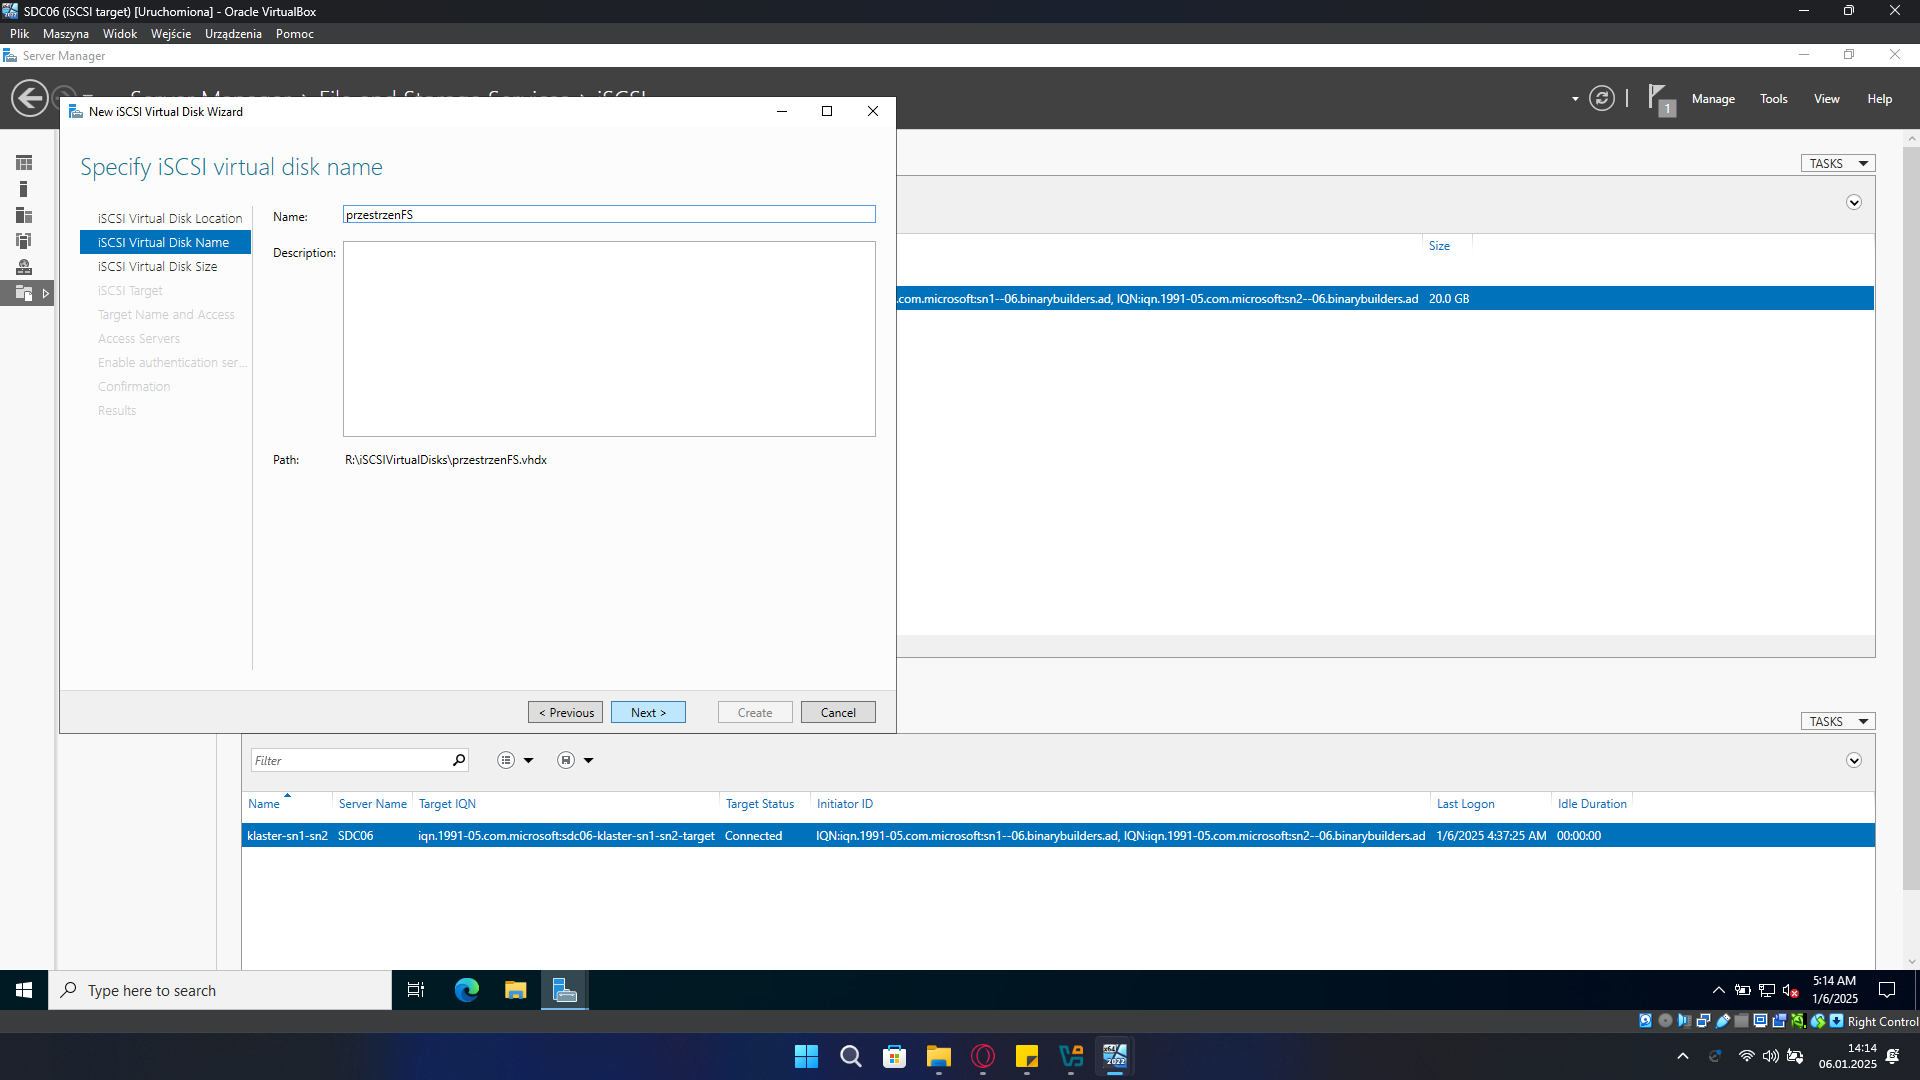 SDC06 (iSCSI target) [Uruchomiona] - Oracle VirtualBox
Plik Maszyna Widok Wejście Urządzenia Pomoc
Server Manager
Server Manager › File and Storage Services › iSCSI
1
Manage Tools View Help
New iSCSI Virtual Disk Wizard
Specify iSCSI virtual disk name
iSCSI Virtual Disk Location
iSCSI Virtual Disk Name
iSCSI Virtual Disk Size
iSCSI Target
Target Name and Access
Access Servers
Enable authentication ser...
Confirmation
Results
Name: przestrzenFS
Description:
Path: R:\iSCSIVirtualDisks\przestrzenFS.vhdx
< Previous Next > Create Cancel
TASKS
Size
.com.microsoft:sn1--06.binarybuilders.ad, IQN:iqn.1991-05.com.microsoft:sn2--06.binarybuilders.ad 20.0 GB
TASKS
Filter
Name Server Name Target IQN Target Status Initiator ID Last Logon Idle Duration
klaster-sn1-sn2 SDC06 iqn.1991-05.com.microsoft:sdc06-klaster-sn1-sn2-target Connected IQN:iqn.1991-05.com.microsoft:sn1--06.binarybuilders.ad, IQN:iqn.1991-05.com.microsoft:sn2--06.binarybuilders.ad 1/6/2025 4:37:25 AM 00:00:00
Type here to search
5:14 AM
1/6/2025
Right Control
14:14
06.01.2025